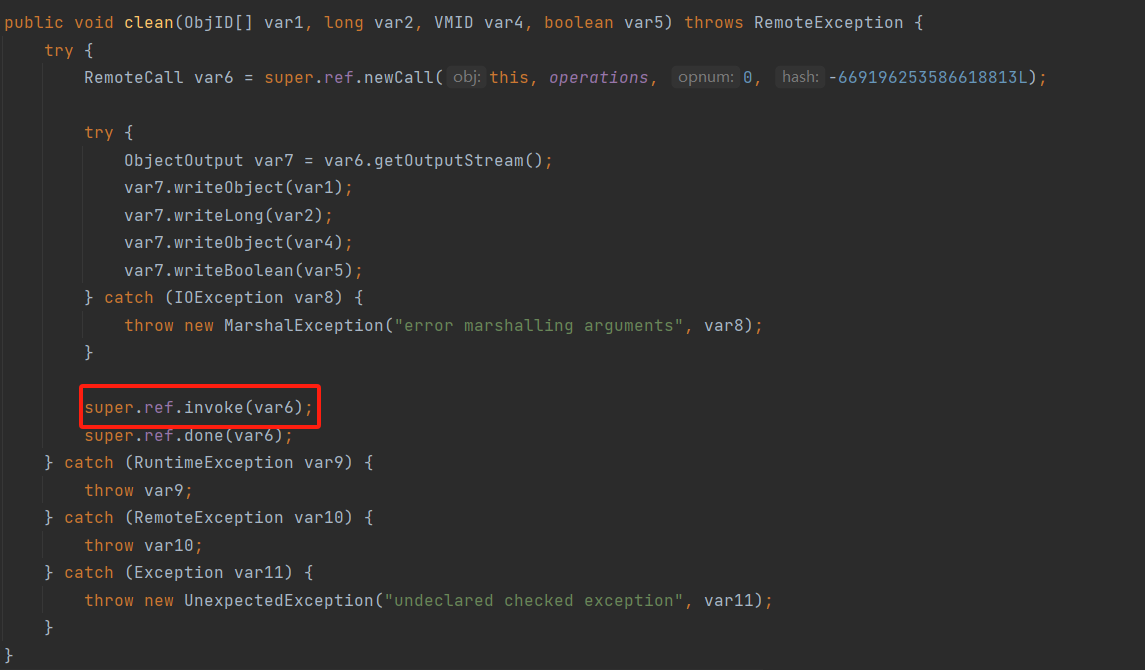 public void clean(ObjID[] var1, long var2, VMID var4, boolean var5) throws RemoteException {
    try {
        RemoteCall var6 = super.ref.newCall( obj: this, operations, opnum: 0, hash: -669196253586618813L);

        try {
            ObjectOutput var7 = var6.getOutputStream();
            var7.writeObject(var1);
            var7.writeLong(var2);
            var7.writeObject(var4);
            var7.writeBoolean(var5);
        } catch (IOException var8) {
            throw new MarshalException("error marshalling arguments", var8);
        }

        super.ref.invoke(var6);
        super.ref.done(var6);
    } catch (RuntimeException var9) {
        throw var9;
    } catch (RemoteException var10) {
        throw var10;
    } catch (Exception var11) {
        throw new UnexpectedException("undeclared checked exception", var11);
    }
}